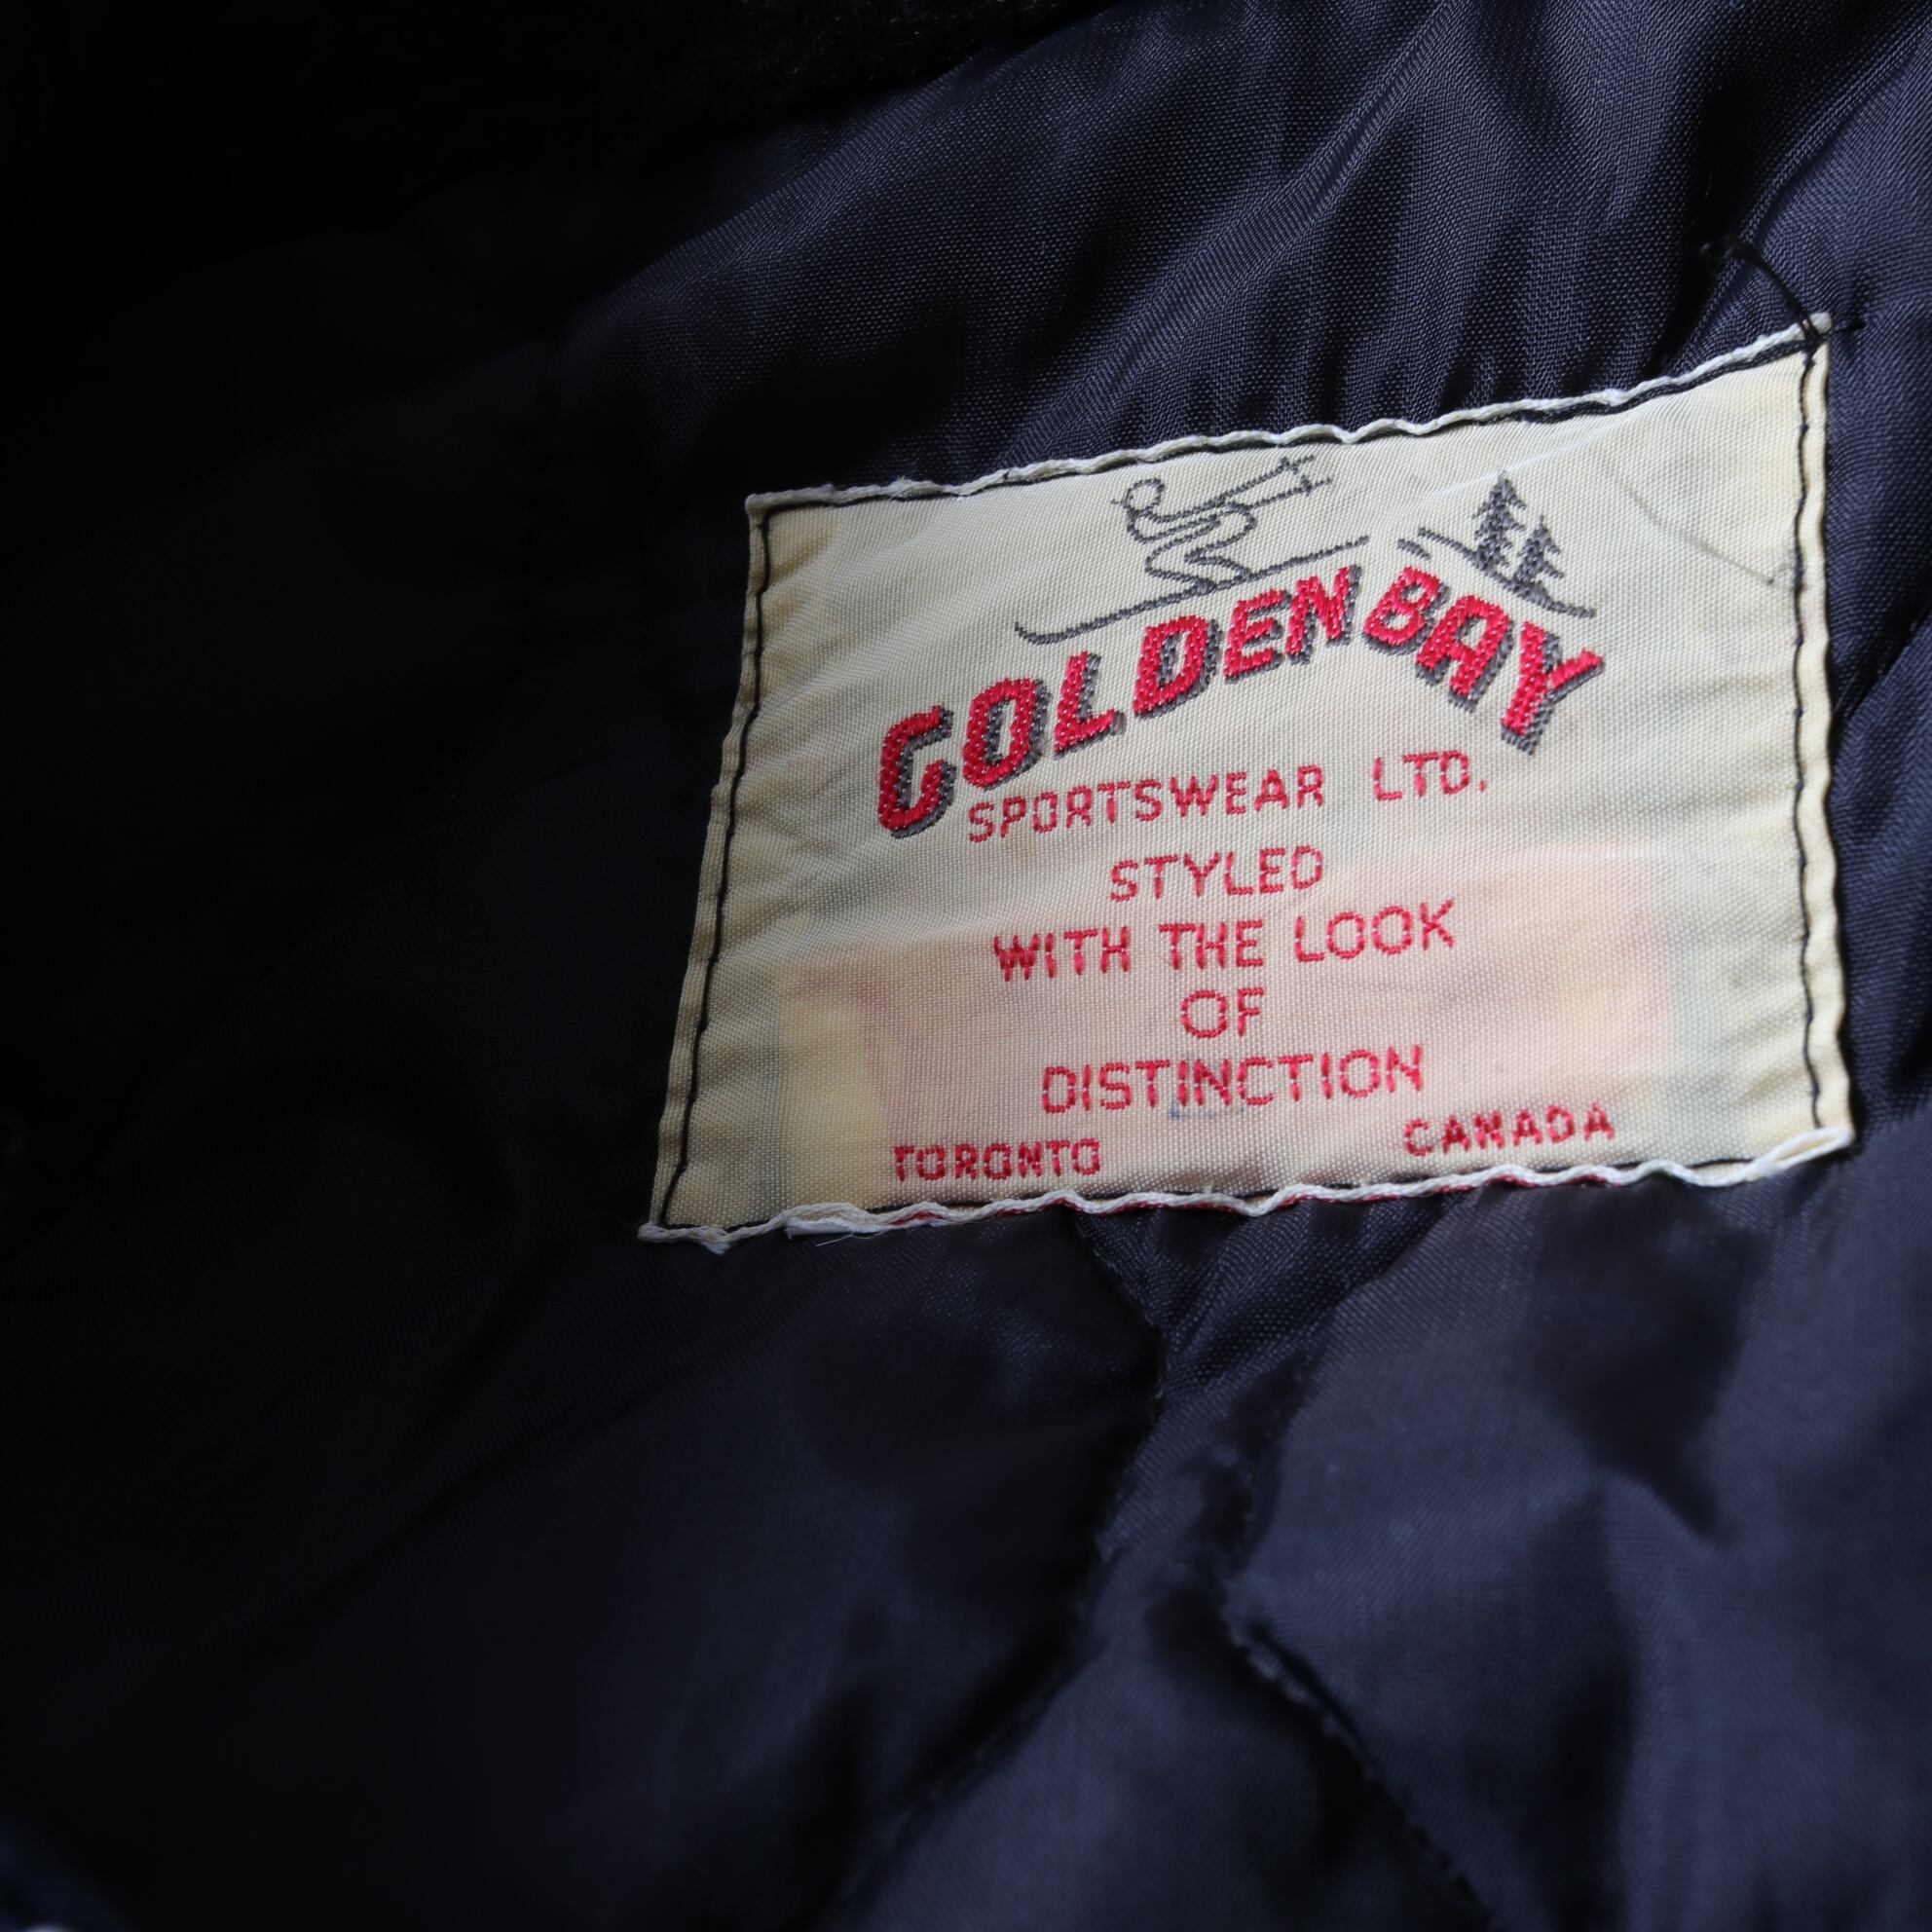 GOLDEN BAY
SPORTSWEAR LTD.
STYLED
WITH THE LOOK
OF
DISTINCTION
TORONTO CANADA